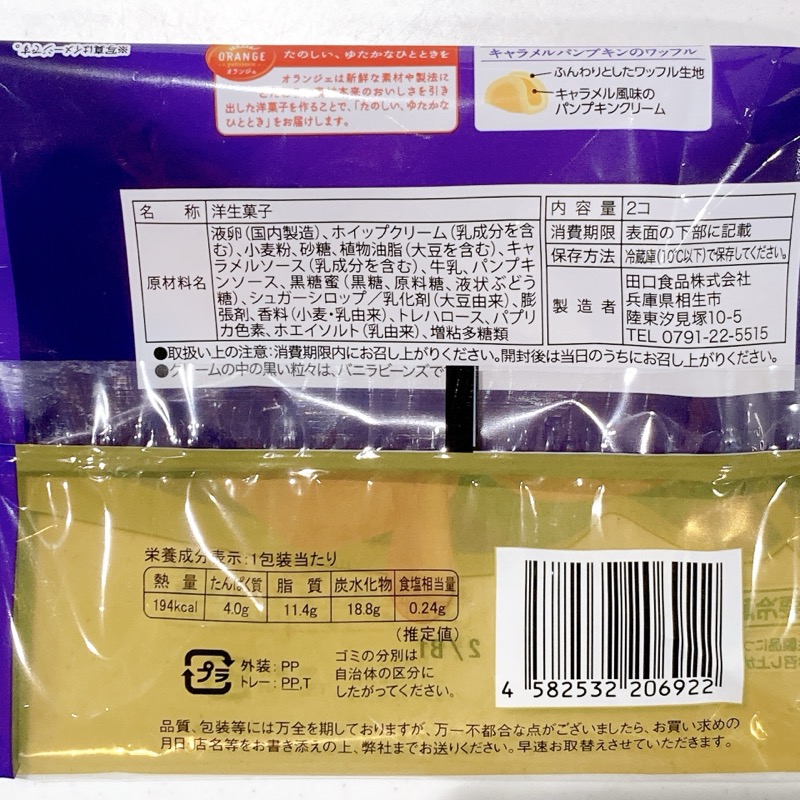 ※写真はイメージです。
ORANGE
オランジェ
たのしい、ゆたかなひとときを
オランジェは新鮮な素材や製法に
本来のおいしさを引き
出した洋菓子を作ることで、「たのしい、ゆたかな
ひととき」をお届けします。
キャラメルパンプキンのワッフル
ふんわりとしたワッフル生地
キャラメル風味の
パンプキンクリーム
名 称 洋生菓子
原材料名
液卵(国内製造)、ホイップクリーム(乳成分を含
む)、小麦粉、砂糖、植物油脂(大豆を含む)、キャ
ラメルソース(乳成分を含む)、牛乳、パンプキ
ンソース、黒糖蜜(黒糖、原料糖、液状ぶどう
糖)、シュガーシロップ/乳化剤(大豆由来)、膨
張剤、香料(小麦・乳由来)、トレハロース、パプリ
カ色素、ホエイソルト(乳由来)、増粘多糖類
内容量 2コ
消費期限 表面の下部に記載
保存方法 冷蔵庫(10℃以下)で保存してください。
製造者
田口食品株式会社
兵庫県相生市
陸東汐見塚10-5
TEL 0791-22-5515
●取扱い上の注意:消費期限内にお召し上がりください。開封後は当日のうちにお召し上がりください。
●クリームの中の黒い粒々は、バニラビーンズで
栄養成分表示:1包装当たり
熱量 たんぱく質 脂質 炭水化物 食塩相当量
194kcal 4.0g 11.4g 18.8g 0.24g
(推定値)
プラ
外装:PP
トレー:PP,T
ゴミの分別は
自治体の区分に
したがってください。
4 582532 206922
品質、包装等には万全を期しておりますが、万一不都合な点がございましたら、お買い求めの
月日、店名等をお書き添えの上、弊社までお送りください。早速お取替えさせていただきます。